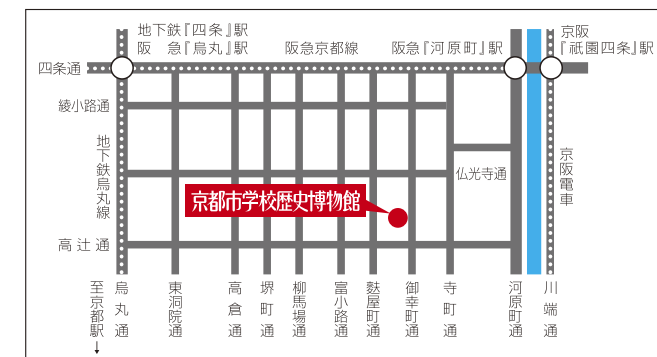 地下鉄『四条』駅
阪 急『烏丸』駅
阪急京都線
阪急『河原町』駅
京阪
『祇園四条』駅
四条通
綾小路通
地下鉄烏丸線
仏光寺通
京阪電車
京都市学校歴史博物館
高辻通
至京都駅
烏丸通
東洞院通
高倉通
堺町通
柳馬場通
富小路通
麩屋町通
御幸町通
寺町通
河原町通
川端通